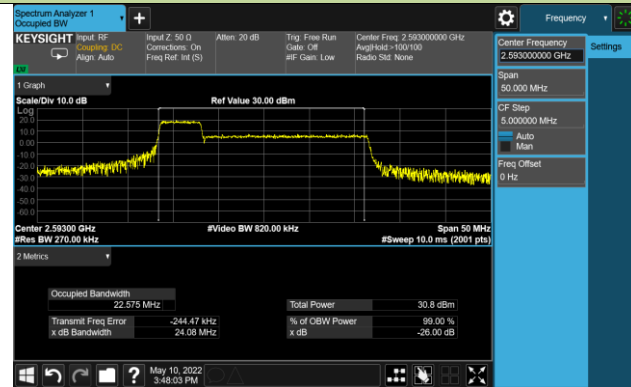 Spectrum Analyzer 1
Occupied BW
+
Frequency
KEYSIGHT
Input: RF
Coupling: DC
Align: Auto
Input Z: 50 Ω
Corrections: On
Freq Ref: Int (S)
Atten: 20 dB
Trig: Free Run
Gate: Off
#IF Gain: Low
Center Freq: 2.593000000 GHz
Avg|Hold:>100/100
Radio Std: None
LXI
1 Graph
Scale/Div 10.0 dB
Ref Value 30.00 dBm
Log
20.0
10.0
0.00
-10.0
-20.0
-30.0
-40.0
-50.0
-60.0
Center 2.59300 GHz
#Video BW 820.00 kHz
Span 50 MHz
#Res BW 270.00 kHz
#Sweep 10.0 ms (2001 pts)
2 Metrics
Occupied Bandwidth
22.575 MHz
Total Power
30.8 dBm
Transmit Freq Error
-244.47 kHz
% of OBW Power
99.00 %
x dB Bandwidth
24.08 MHz
x dB
-26.00 dB
Center Frequency
2.593000000 GHz
Settings
Span
50.000 MHz
CF Step
5.000000 MHz
Auto
Man
Freq Offset
0 Hz
?
May 10, 2022
3:48:03 PM